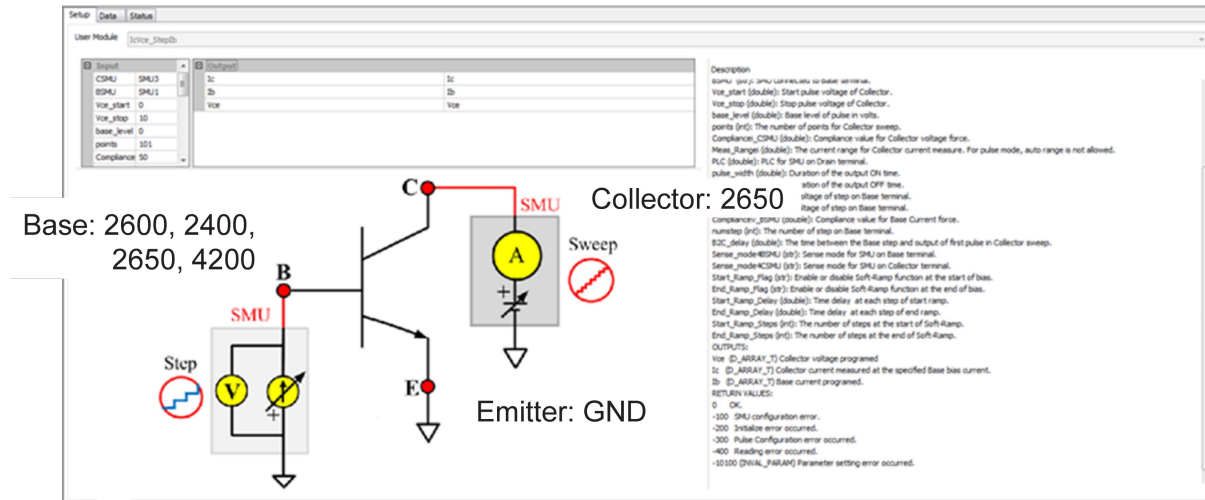 Setup Data Status
User Module IcVce_StepIb
Input
CSMU SMU3
BSMU SMU1
Vce_start 0
Vce_stop 10
base_level 0
points 101
Compliance 50
Output
Ic Ic
Ib Ib
Vce Vce
Description
BSMU (str): SMU connected to Base terminal.
Vce_start (double): Start pulse voltage of Collector.
Vce_stop (double): Stop pulse voltage of Collector.
base_level (double): Base level of pulse in volts.
points (int): The number of points for Collector sweep.
ComplianceI_CSMU (double): Compliance value for Collector voltage force.
Meas_RangeI (double): The current range for Collector current measure. For pulse mode, auto range is not allowed.
PLC (double): PLC for SMU on Drain terminal.
pulse_width (double): Duration of the output ON time.
ation of the output OFF time.
oltage of step on Base terminal.
ltage of step on Base terminal.
ComplianceV_BSMU (double): Compliance value for Base Current force.
numstep (int): The number of step on Base terminal.
B2C_delay (double): The time between the Base step and output of first pulse in Collector sweep.
Sense_mode4BSMU (str): Sense mode for SMU on Base terminal.
Sense_mode4CSMU (str): Sense mode for SMU on Collector terminal.
Start_Ramp_Flag (str): Enable or disable Soft-Ramp function at the start of bias.
End_Ramp_Flag (str): Enable or disable Soft-Ramp function at the end of bias.
Start_Ramp_Delay (double): Time delay at each step of start ramp.
End_Ramp_Delay (double): Time delay at each step of end ramp.
Start_Ramp_Steps (int): The number of steps at the start of Soft-Ramp.
End_Ramp_Steps (int): The number of steps at the end of Soft-Ramp.
OUTPUTS:
Vce (D_ARRAY_T) Collector voltage programed
Ic (D_ARRAY_T) Collector current measured at the specified Base bias current.
Ib (D_ARRAY_T) Base current programed.
RETURN VALUES:
0 OK.
-100 SMU configuration error.
-200 Initialize error occurred.
-300 Pulse Configuration error occurred.
-400 Reading error occurred.
-10100 (INVAL_PARAM) Parameter setting error occurred.
Base: 2600, 2400,
2650, 4200
Collector: 2650
Emitter: GND
C
SMU
A
+
Sweep
B
SMU
Step
V
+
E